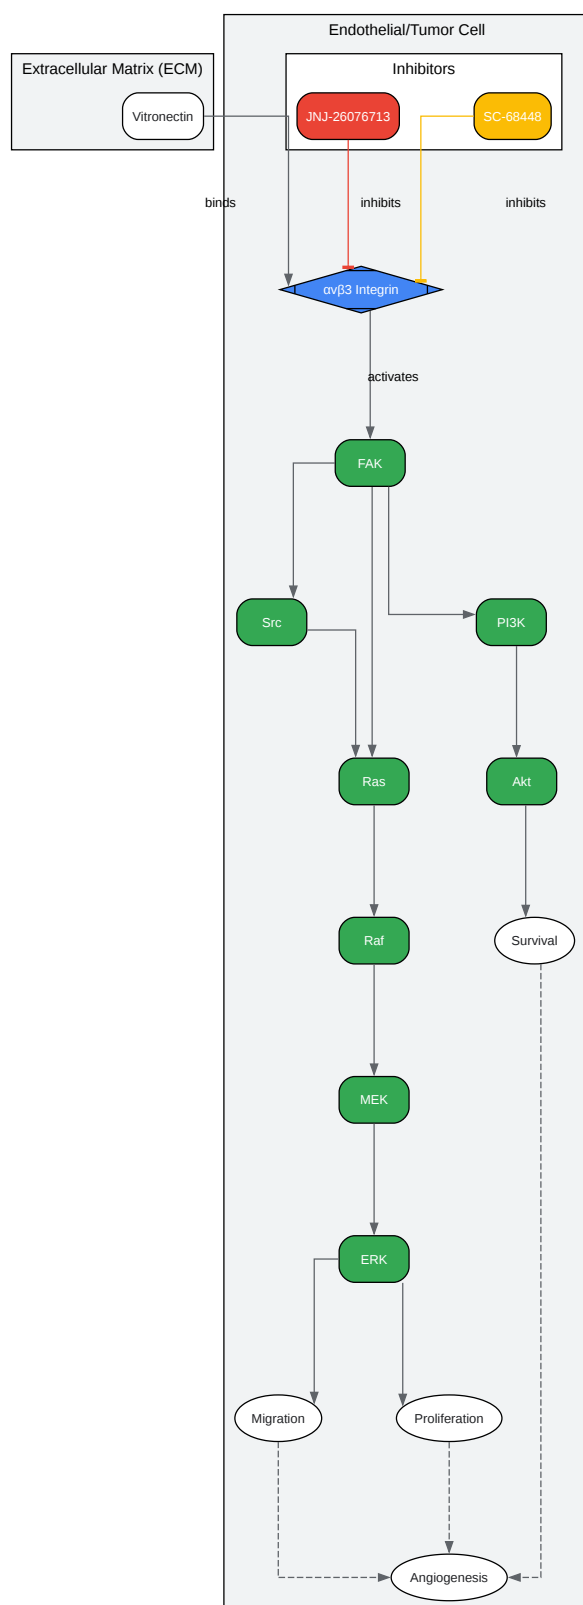 Endothelial/Tumor Cell
Extracellular Matrix (ECM)
Inhibitors
Vitronectin
JNJ-26076713
SC-68448
binds
inhibits
inhibits
αvβ3 Integrin
activates
FAK
Src
PI3K
Ras
Akt
Raf
Survival
MEK
ERK
Migration
Proliferation
Angiogenesis